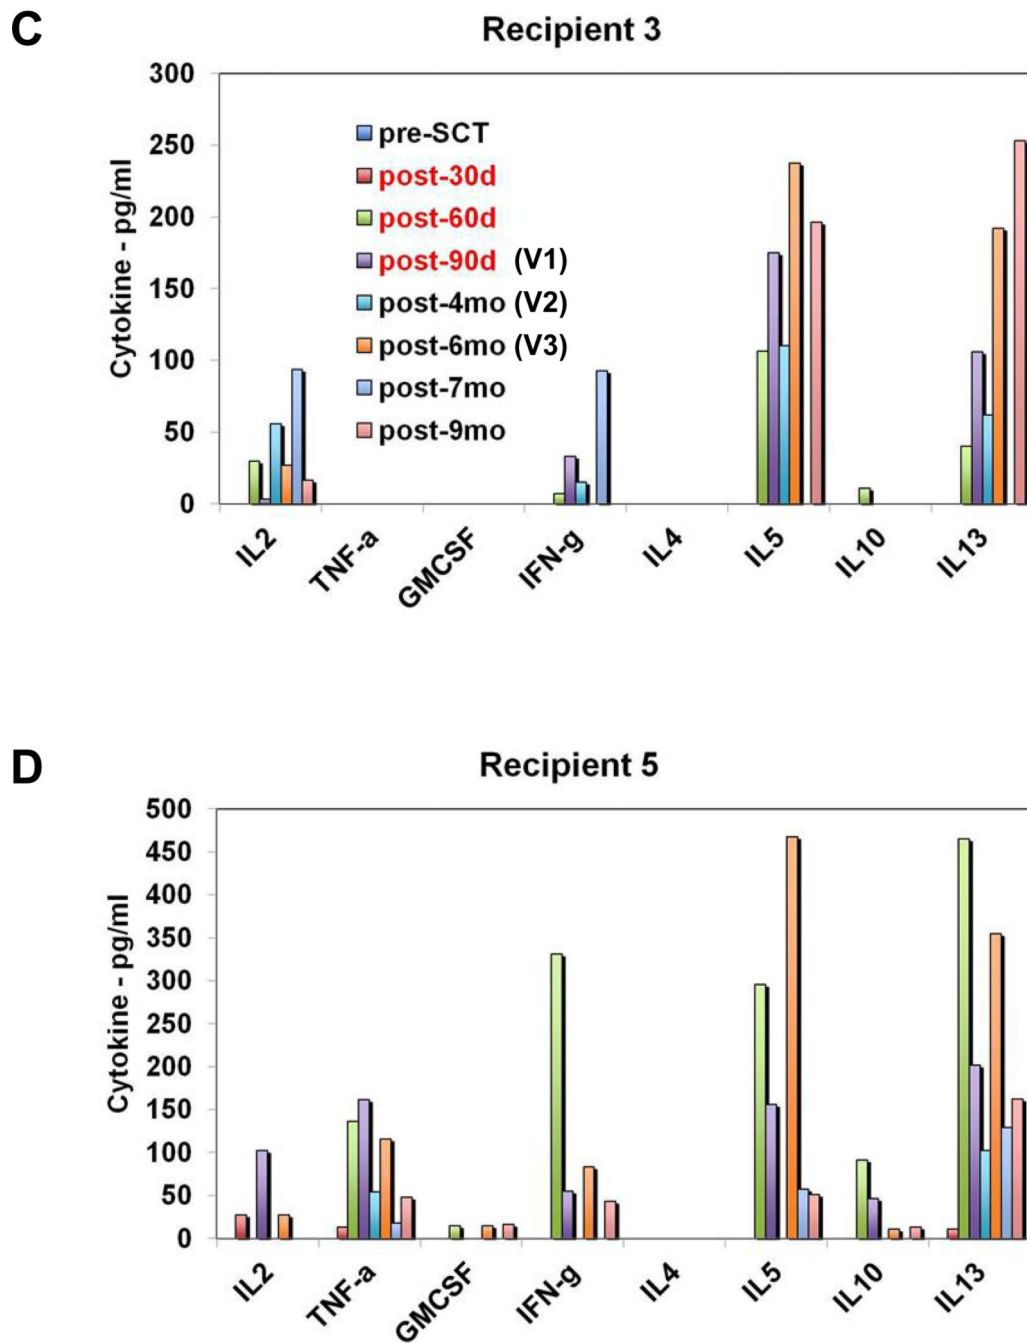 C
Recipient 3
Cytokine - pg/ml
300
250
200
150
100
50
0
pre-SCT
post-30d
post-60d
post-90d (V1)
post-4mo (V2)
post-6mo (V3)
post-7mo
post-9mo
IL2
TNF-a
GMCSF
IFN-g
IL4
IL5
IL10
IL13
D
Recipient 5
Cytokine - pg/ml
500
450
400
350
300
250
200
150
100
50
0
IL2
TNF-a
GMCSF
IFN-g
IL4
IL5
IL10
IL13